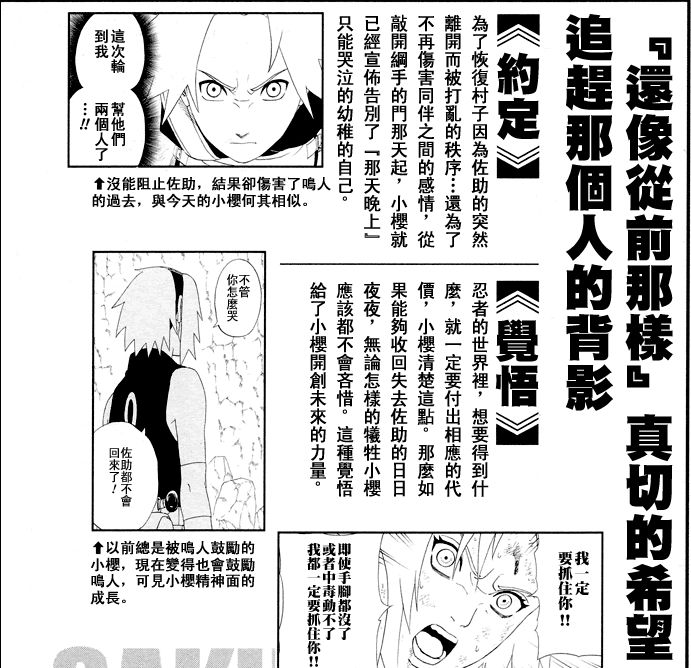 『還像從前那樣』真切的希望
追趕那個人的背影
《約定》
為了恢復村子因為佐助的突然
離開而被打亂的秩序…還為了
不再傷害同伴之間的感情，從
敲開綱手的門那天起，小櫻就
已經宣佈告別了『那天晚上』
只能哭泣的幼稚的自己。
這次輪
到我
幫他們
兩個人了
…!!
⬆沒能阻止佐助，結果卻傷害了鳴人
的過去，與今天的小櫻何其相似。
《覺悟》
忍者的世界裡，想要得到什
麼，就一定要付出相應的代
價，小櫻清楚這點。那麼如
果能夠收回失去佐助的日日
夜夜，無論怎樣的犧牲小櫻
應該都不會吝惜。這種覺悟
給了小櫻開創未來的力量。
不管
你怎麼哭
佐助都不會
回來了！
⬆以前總是被鳴人鼓勵的
小櫻，現在變得也會鼓勵
鳴人，可見小櫻精神面的
成長。
我一定
要抓住你!!
即使手腳都沒了
或者中毒動不了
我都一定要抓住你!!
SAKU